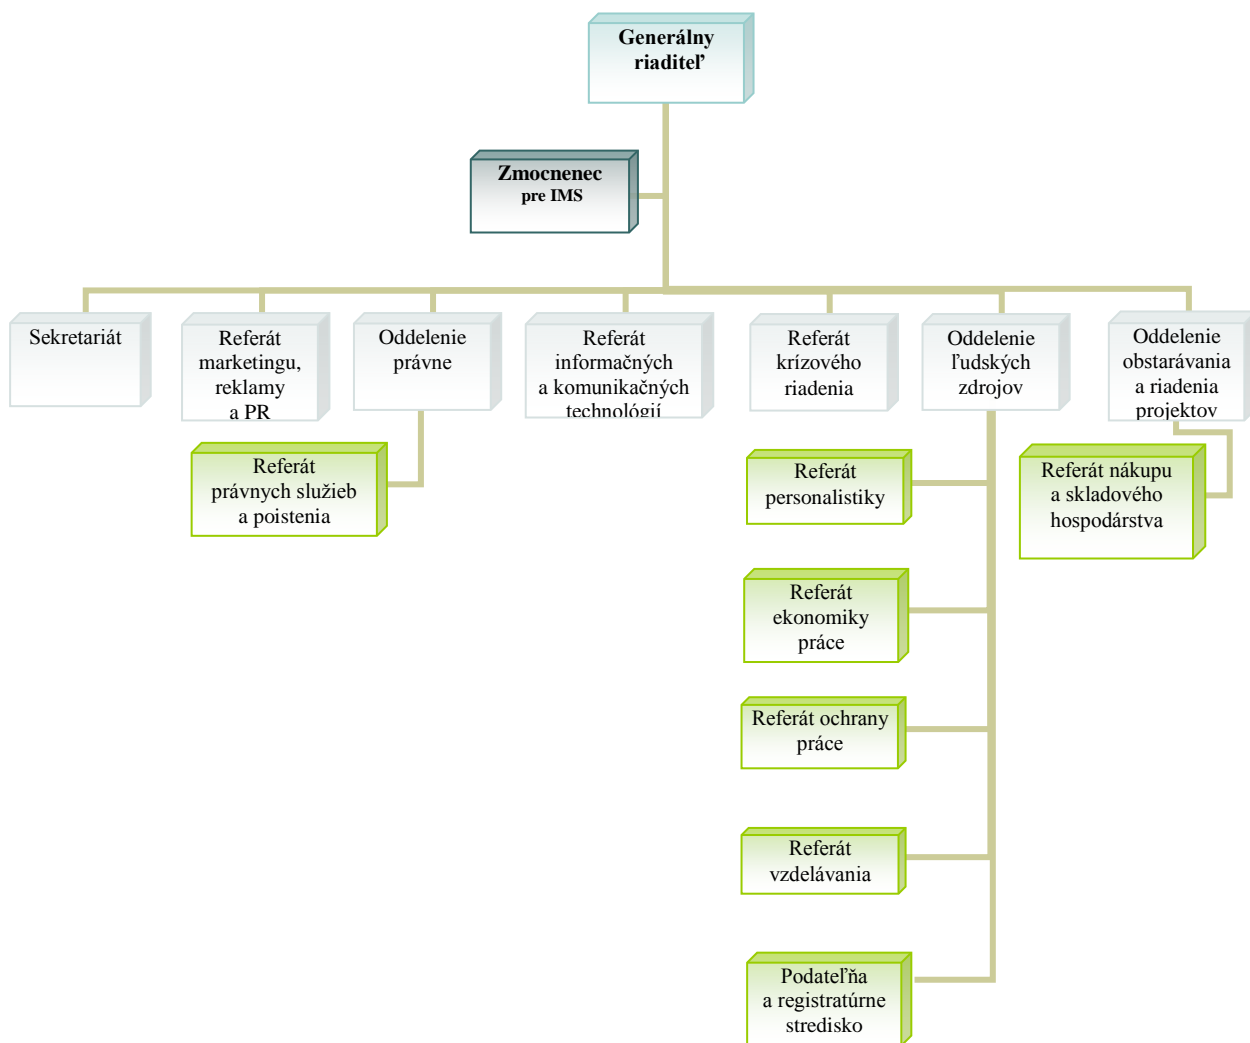 Generálny
riaditeľ
Zmocnenec
pre IMS
Sekretariát
Referát
marketingu,
reklamy
a PR
Oddelenie
právne
Referát
informačných
a komunikačných
technológií
Referát
krízového
riadenia
Oddelenie
ľudských
zdrojov
Oddelenie
obstarávania
a riadenia
projektov
Referát
právnych služieb
a poistenia
Referát
personalistiky
Referát nákupu
a skladového
hospodárstva
Referát
ekonomiky
práce
Referát ochrany
práce
Referát
vzdelávania
Podateľňa
a registratúrne
stredisko